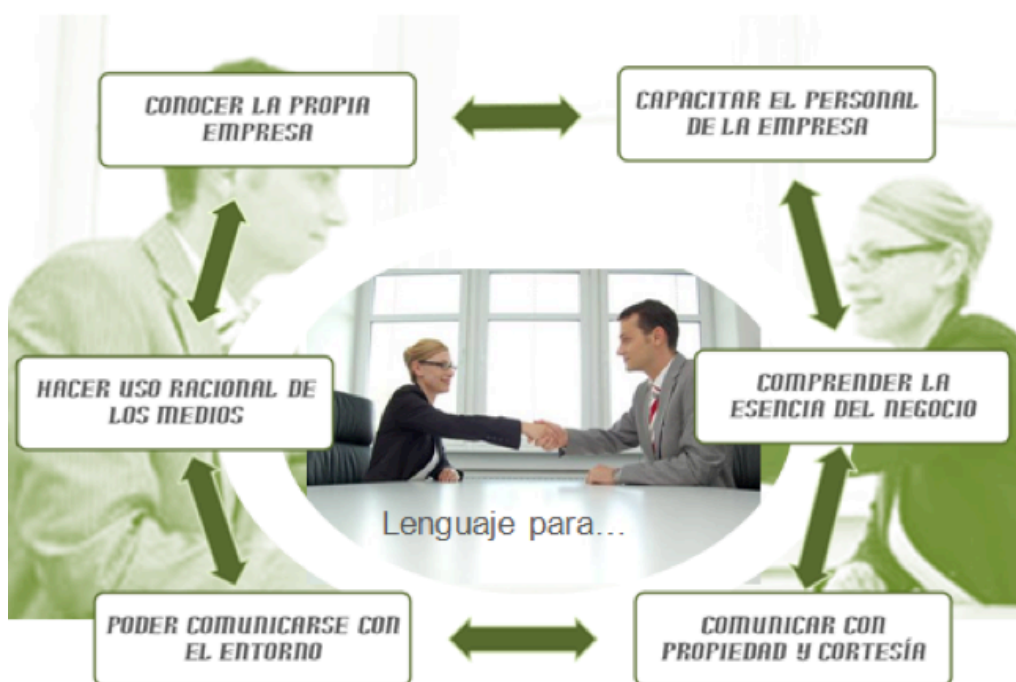 CONOCER LA PROPIA
EMPRESA
CAPACITAR EL PERSONAL
DE LA EMPRESA
HACER USO RACIONAL DE
LOS MEDIOS
COMPRENDER LA
ESENCIA DEL NEGOCIO
Lenguaje para...
PODER COMUNICARSE CON
EL ENTORNO
COMUNICAR CON
PROPIEDAD Y CORTESÍA